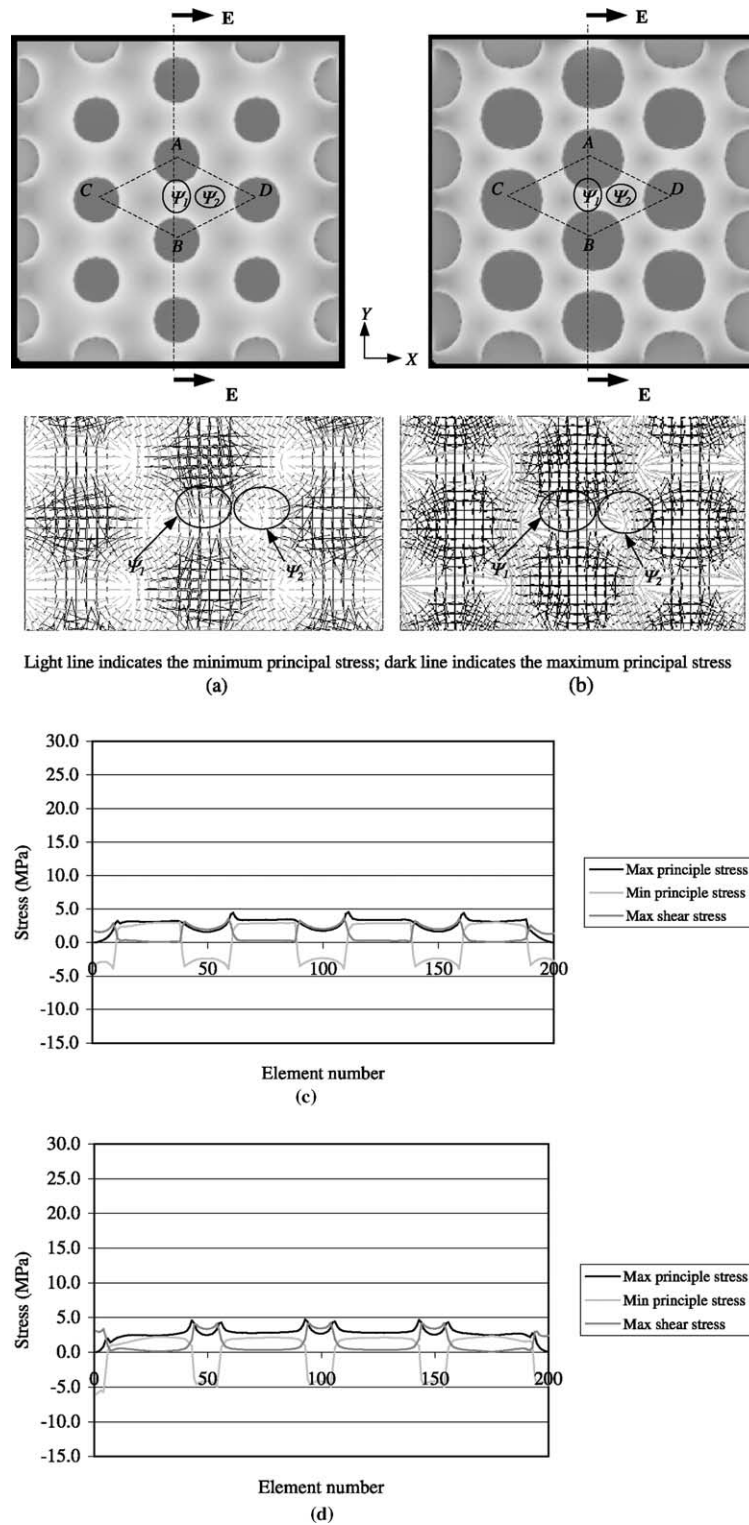 E E
A A
C Ψ1 Ψ2 D C Ψ1 Ψ2 D
B B
Y
X
E E
Ψ1 Ψ2 Ψ1 Ψ2
Light line indicates the minimum principal stress; dark line indicates the maximum principal stress
(a) (b)
30.0
25.0
20.0
15.0
10.0
5.0
0.0
-5.0
-10.0
-15.0
0 50 100 150 200
Stress (MPa)
Element number
Max principle stress
Min principle stress
Max shear stress
(c)
30.0
25.0
20.0
15.0
10.0
5.0
0.0
-5.0
-10.0
-15.0
0 50 100 150 200
Stress (MPa)
Element number
Max principle stress
Min principle stress
Max shear stress
(d)